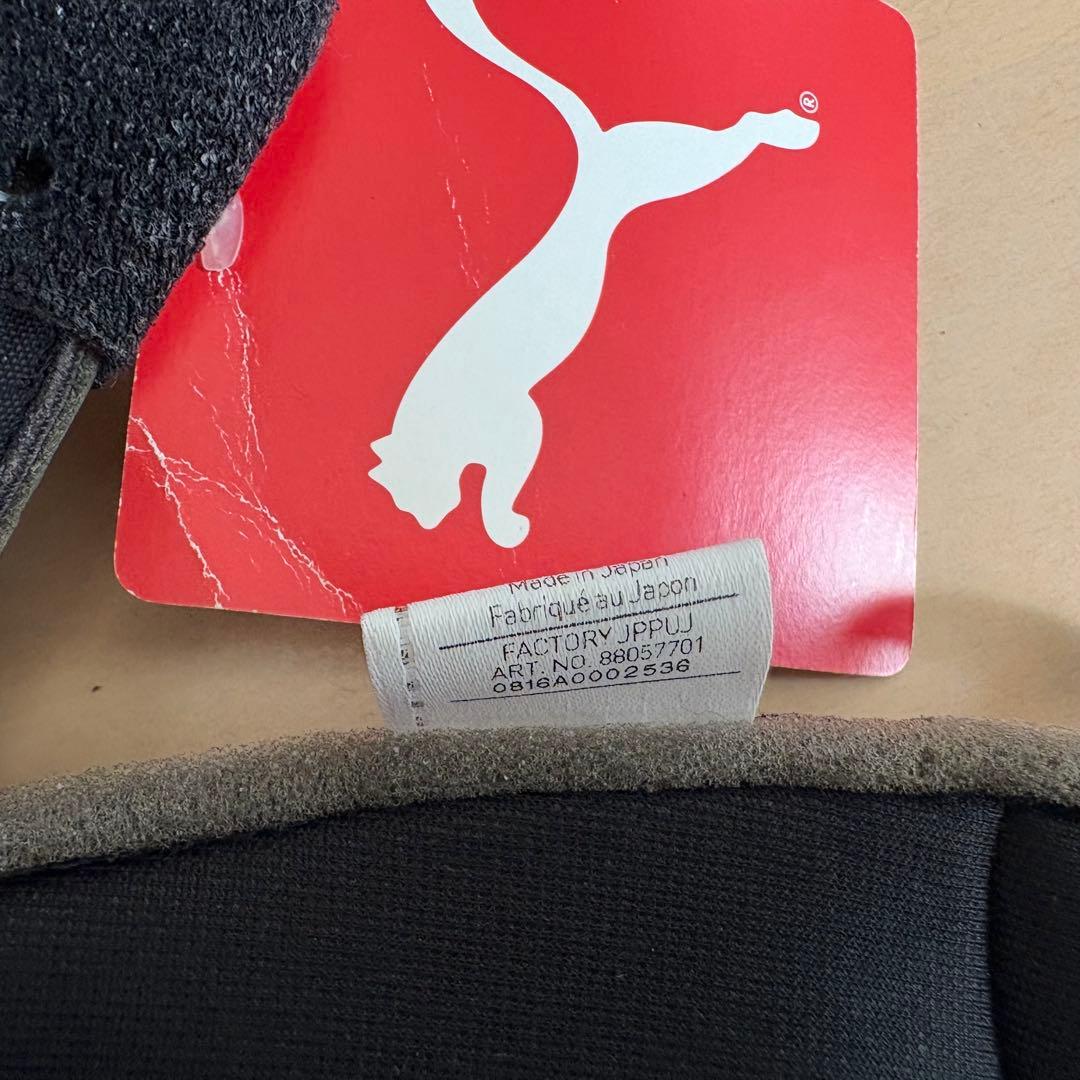 ®
Made in Japan
Fabriqué au Japon
FACTORY JPPUJ
ART. NO. 88057701
0816A0002536